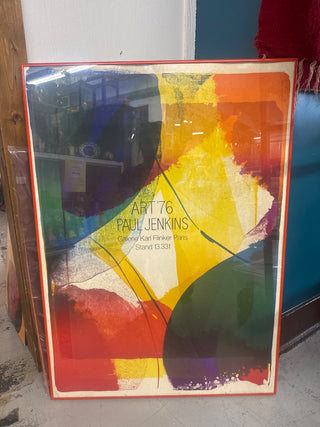 ART '76
PAUL JENKINS
Galerie Karl Flinker Paris
Stand 13.331